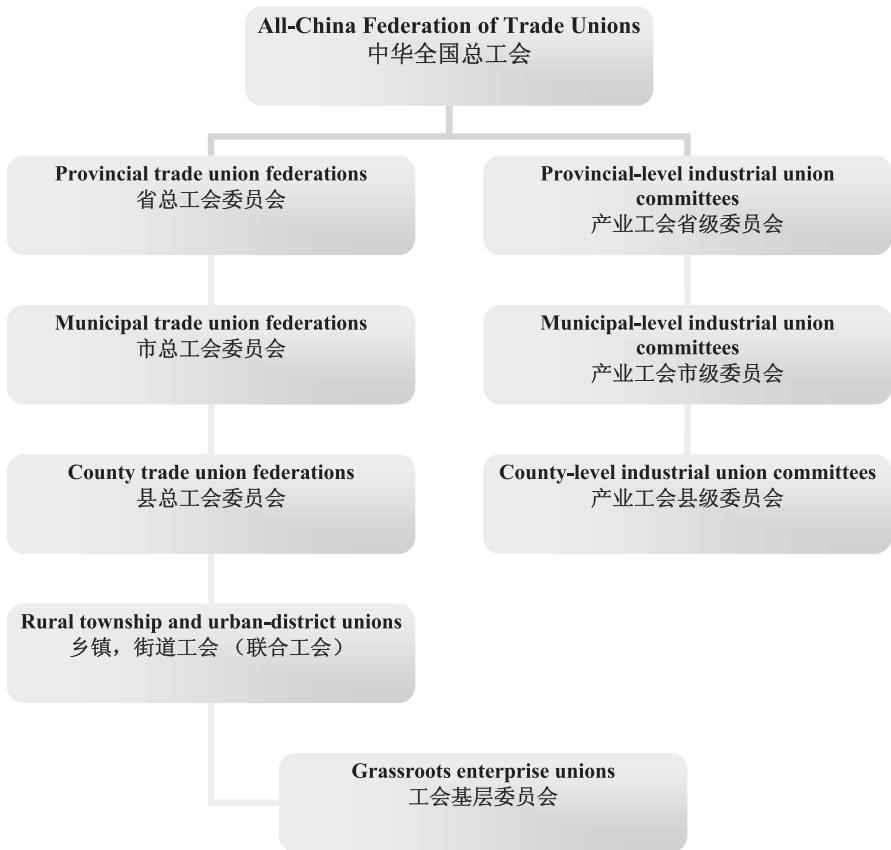 All-China Federation of Trade Unions
中华全国总工会
Provincial trade union federations
省总工会委员会
Provincial-level industrial union
committees
产业工会省级委员会
Municipal trade union federations
市总工会委员会
Municipal-level industrial union
committees
产业工会市级委员会
County trade union federations
县总工会委员会
County-level industrial union committees
产业工会县级委员会
Rural township and urban-district unions
乡镇，街道工会（联合工会）
Grassroots enterprise unions
工会基层委员会